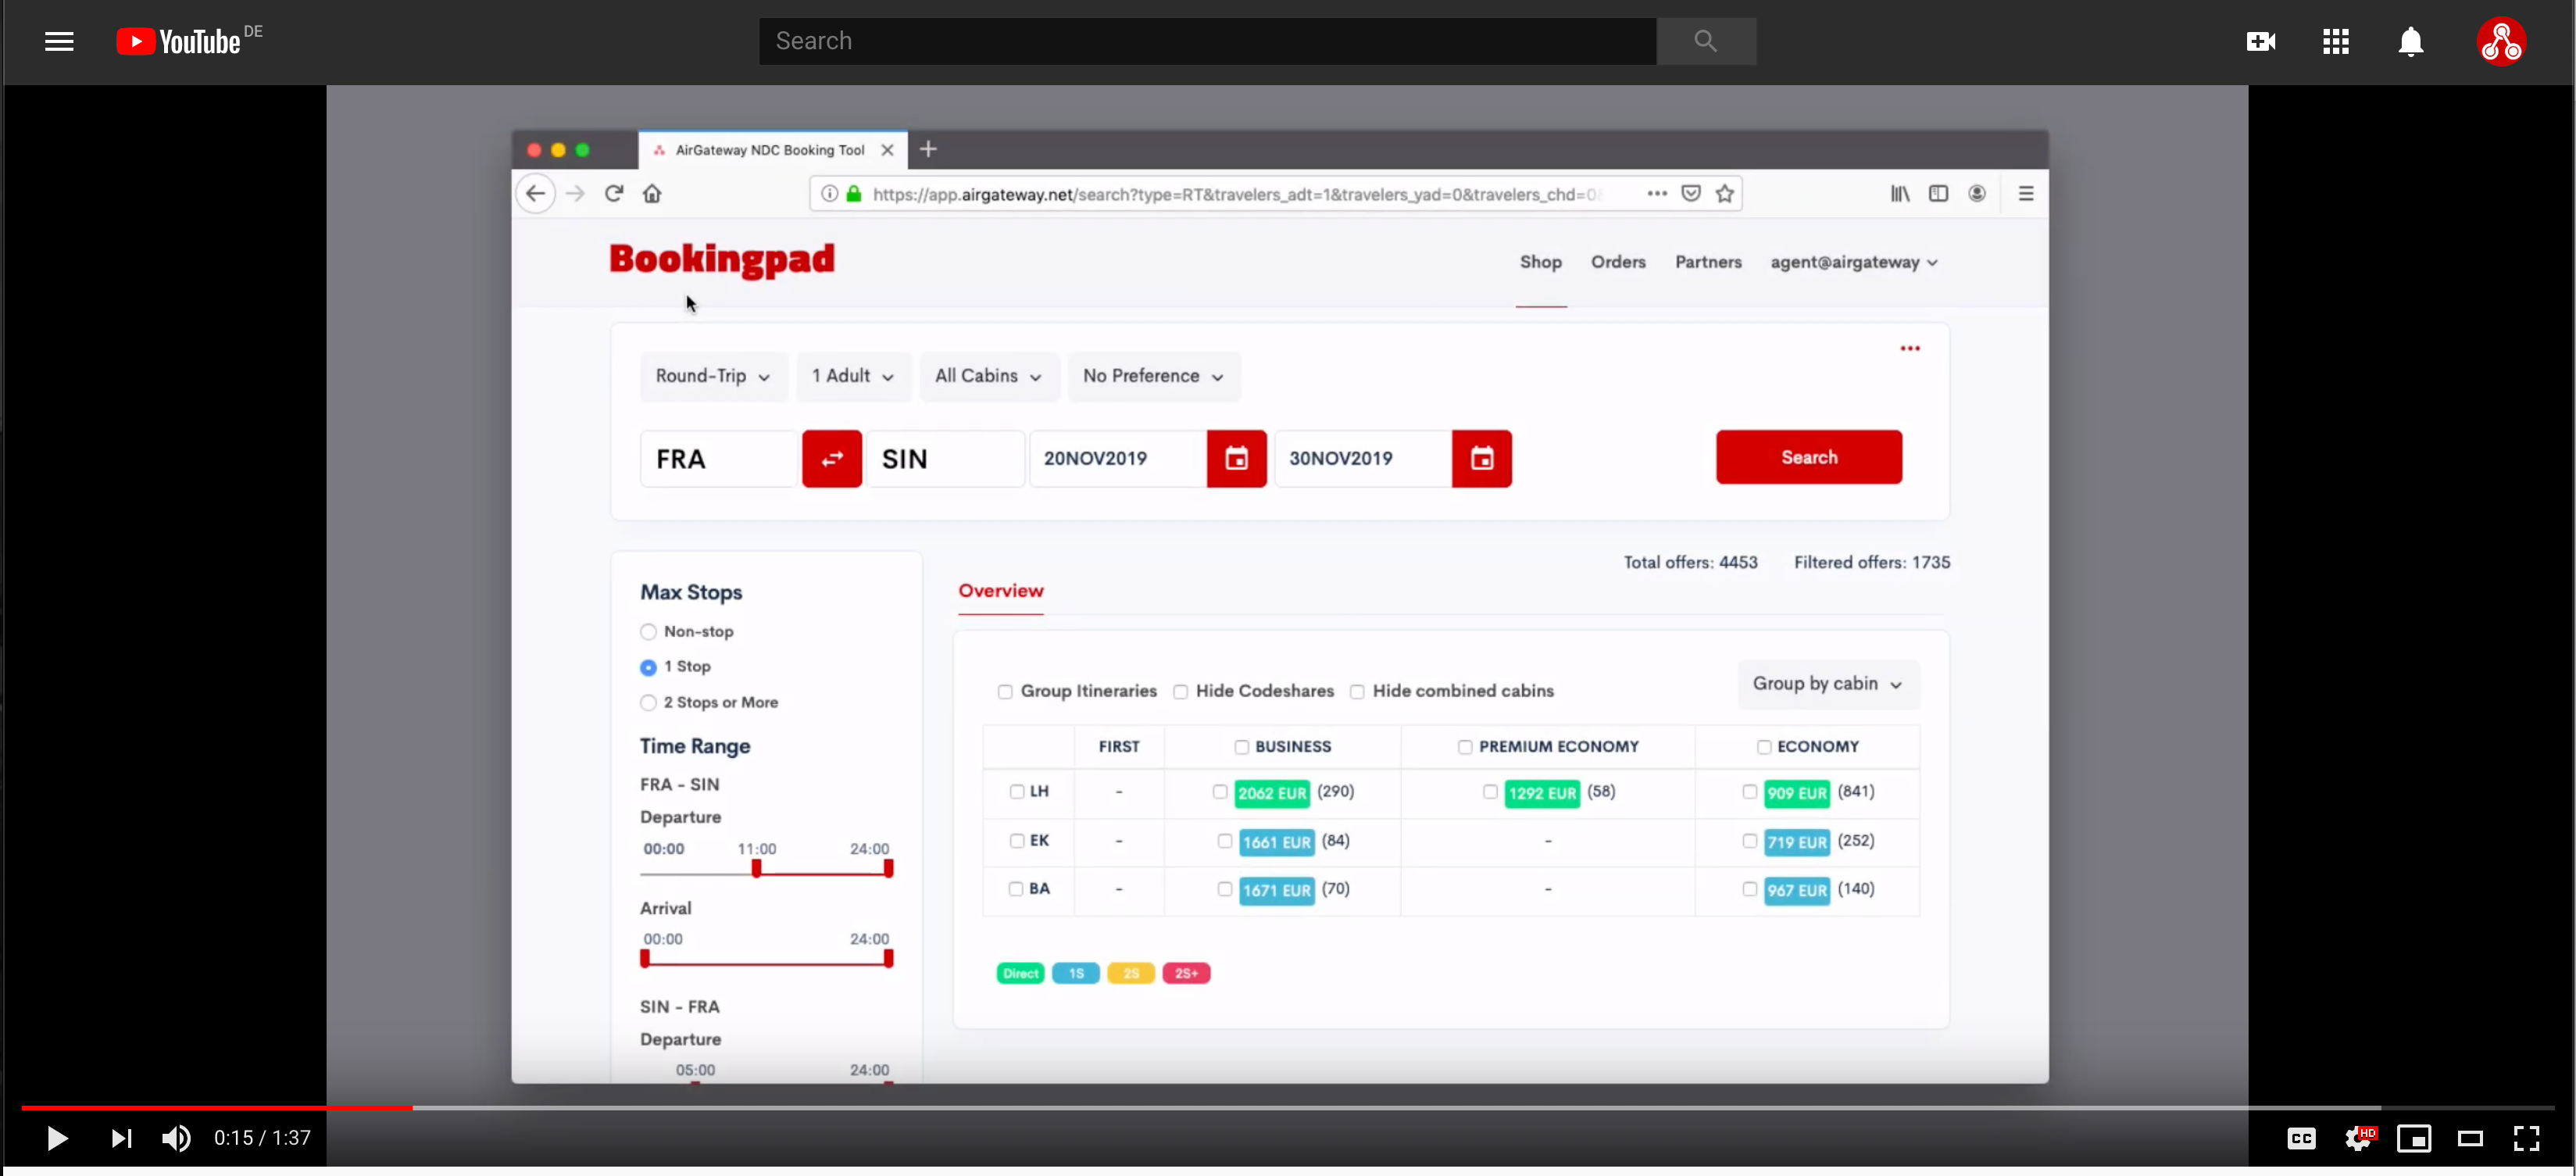 YouTube DE
Search
AirGateway NDC Booking Tool
https://app.airgateway.net/search?type=RT&travelers_adt=1&travelers_yad=0&travelers_chd=0
Bookingpad
Shop Orders Partners agent@airgateway
Round-Trip 1 Adult All Cabins No Preference
FRA SIN 20NOV2019 30NOV2019 Search
Total offers: 4453 Filtered offers: 1735
Max Stops
Non-stop
1 Stop
2 Stops or More
Time Range
FRA - SIN
Departure
00:00 11:00 24:00
Arrival
00:00 24:00
SIN - FRA
Departure
05:00 24:00
Overview
Group Itineraries Hide Codeshares Hide combined cabins Group by cabin
FIRST BUSINESS PREMIUM ECONOMY ECONOMY
LH - 2062 EUR (290) 1292 EUR (58) 909 EUR (841)
EK - 1661 EUR (84) - 719 EUR (252)
BA - 1671 EUR (70) - 967 EUR (140)
Direct 1S 2S 2S+
0:15 / 1:37
CC HD